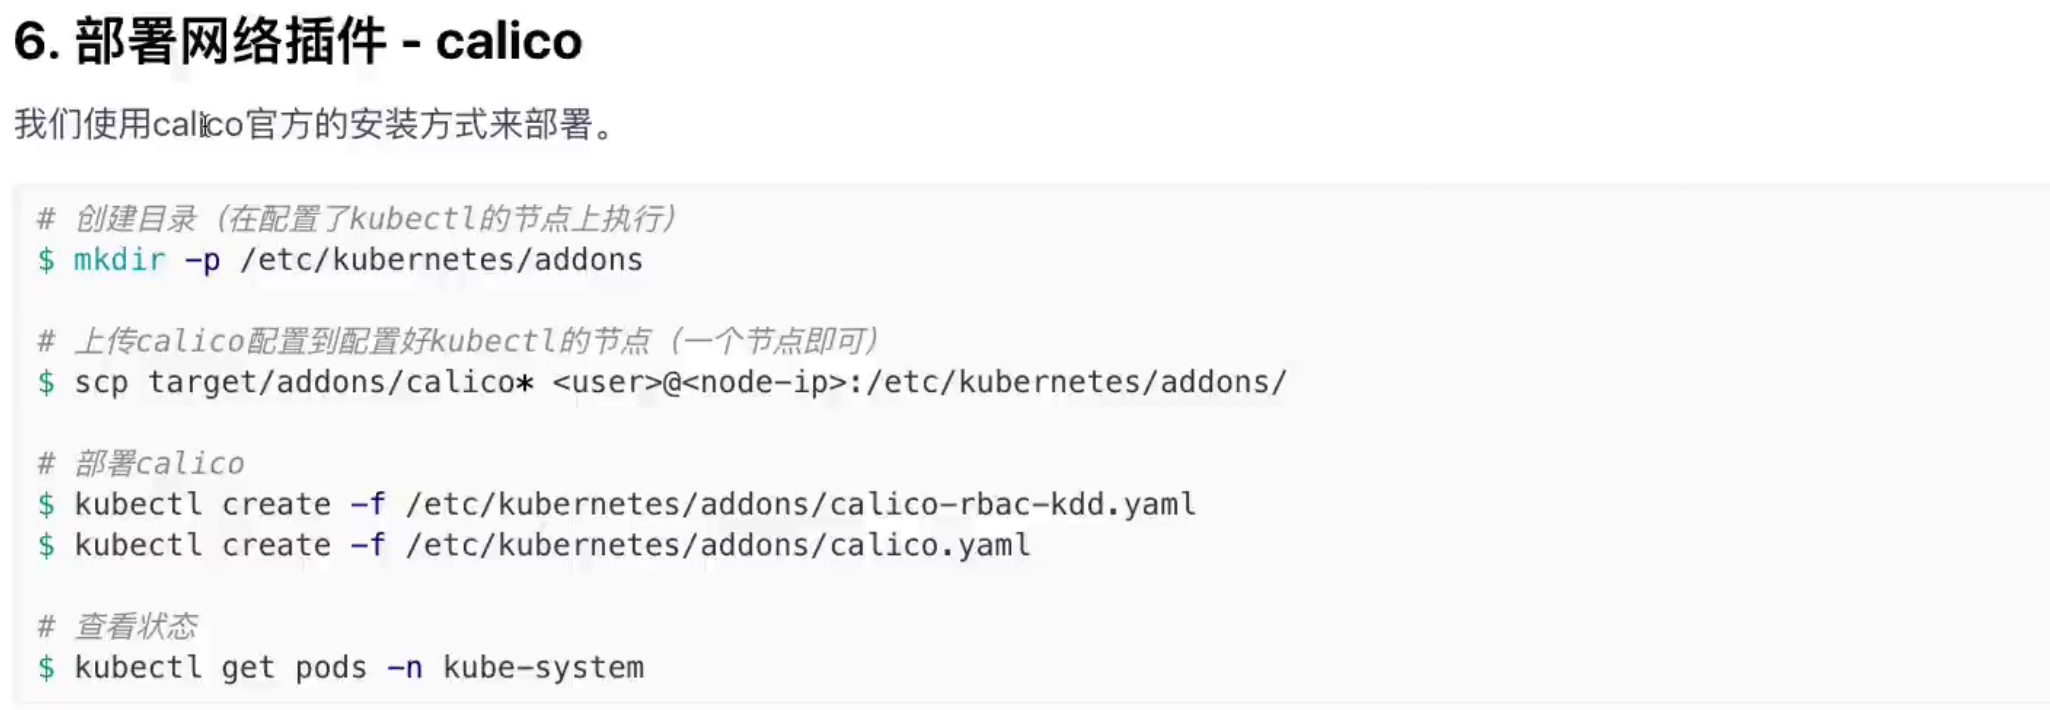 6. 部署网络插件 - calico
我们使用calico官方的安装方式来部署。
# 创建目录（在配置了kubectl的节点上执行）
$ mkdir -p /etc/kubernetes/addons
# 上传calico配置到配置好kubectl的节点（一个节点即可）
$ scp target/addons/calico* <user>@<node-ip>:/etc/kubernetes/addons/
# 部署calico
$ kubectl create -f /etc/kubernetes/addons/calico-rbac-kdd.yaml
$ kubectl create -f /etc/kubernetes/addons/calico.yaml
# 查看状态
$ kubectl get pods -n kube-system